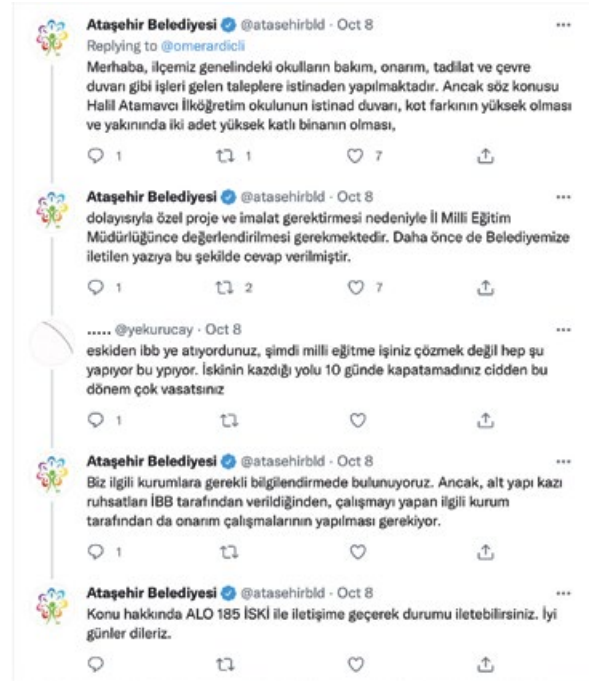 Ataşehir Belediyesi @atasehirbld · Oct 8
Replying to @omerardicli
Merhaba, ilçemiz genelindeki okulların bakım, onarım, tadilat ve çevre
duvarı gibi işleri gelen taleplere istinaden yapılmaktadır. Ancak söz konusu
Halil Atamavcı İlköğretim okulunun istinad duvarı, kot farkının yüksek olması
ve yakınında iki adet yüksek katlı binanın olması,
1 1 7
Ataşehir Belediyesi @atasehirbld · Oct 8
dolayısıyla özel proje ve imalat gerektirmesi nedeniyle İl Milli Eğitim
Müdürlüğünce değerlendirilmesi gerekmektedir. Daha önce de Belediyemize
iletilen yazıya bu şekilde cevap verilmiştir.
1 2 7
..... @yekurucay · Oct 8
eskiden ibb ye atıyordunuz, şimdi milli eğitme işiniz çözmek değil hep şu
yapıyor bu ypıyor. İskinin kazdığı yolu 10 günde kapatamadınız cidden bu
dönem çok vasatsınız
1
Ataşehir Belediyesi @atasehirbld · Oct 8
Biz ilgili kurumlara gerekli bilgilendirmede bulunuyoruz. Ancak, alt yapı kazı
ruhsatları İBB tarafından verildiğinden, çalışmayı yapan ilgili kurum
tarafından da onarım çalışmalarının yapılması gerekiyor.
1
Ataşehir Belediyesi @atasehirbld · Oct 8
Konu hakkında ALO 185 İSKİ ile iletişime geçerek durumu iletebilirsiniz. İyi
günler dileriz.